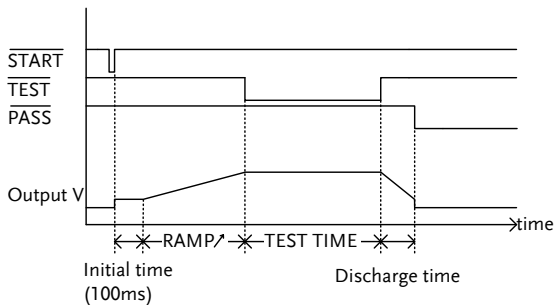 START
TEST
PASS
Output V
time
RAMP↗
TEST TIME
Initial time
(100ms)
Discharge time